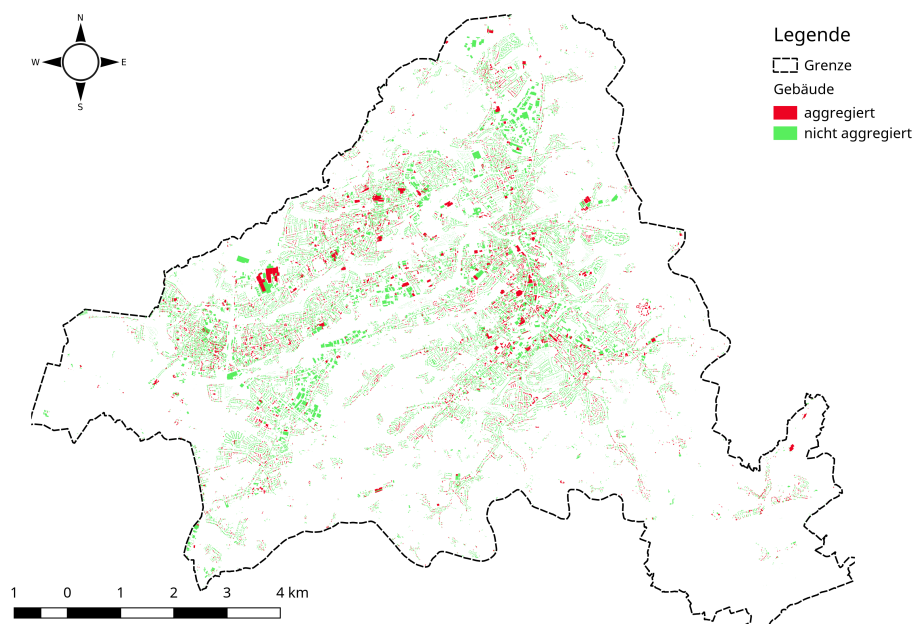 N
W E
S
Legende
Grenze
Gebäude
aggregiert
nicht aggregiert
1 0 1 2 3 4 km